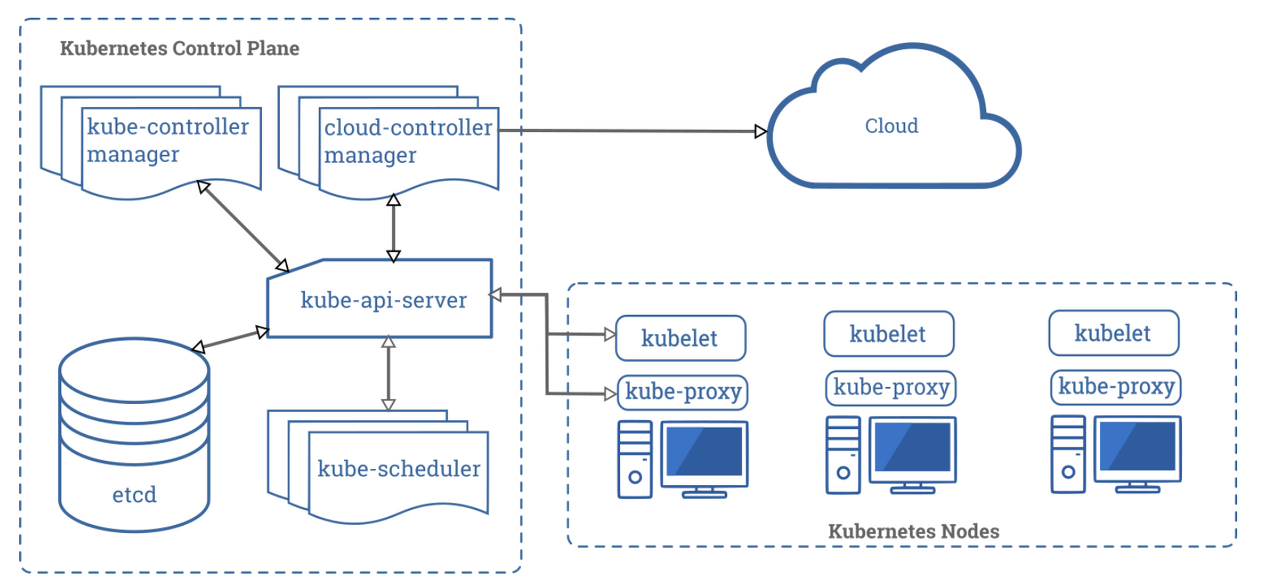 Kubernetes Control Plane
kube-controller
manager
cloud-controller
manager
Cloud
kube-api-server
kubelet
kubelet
kubelet
kube-proxy
kube-proxy
kube-proxy
kube-scheduler
etcd
Kubernetes Nodes